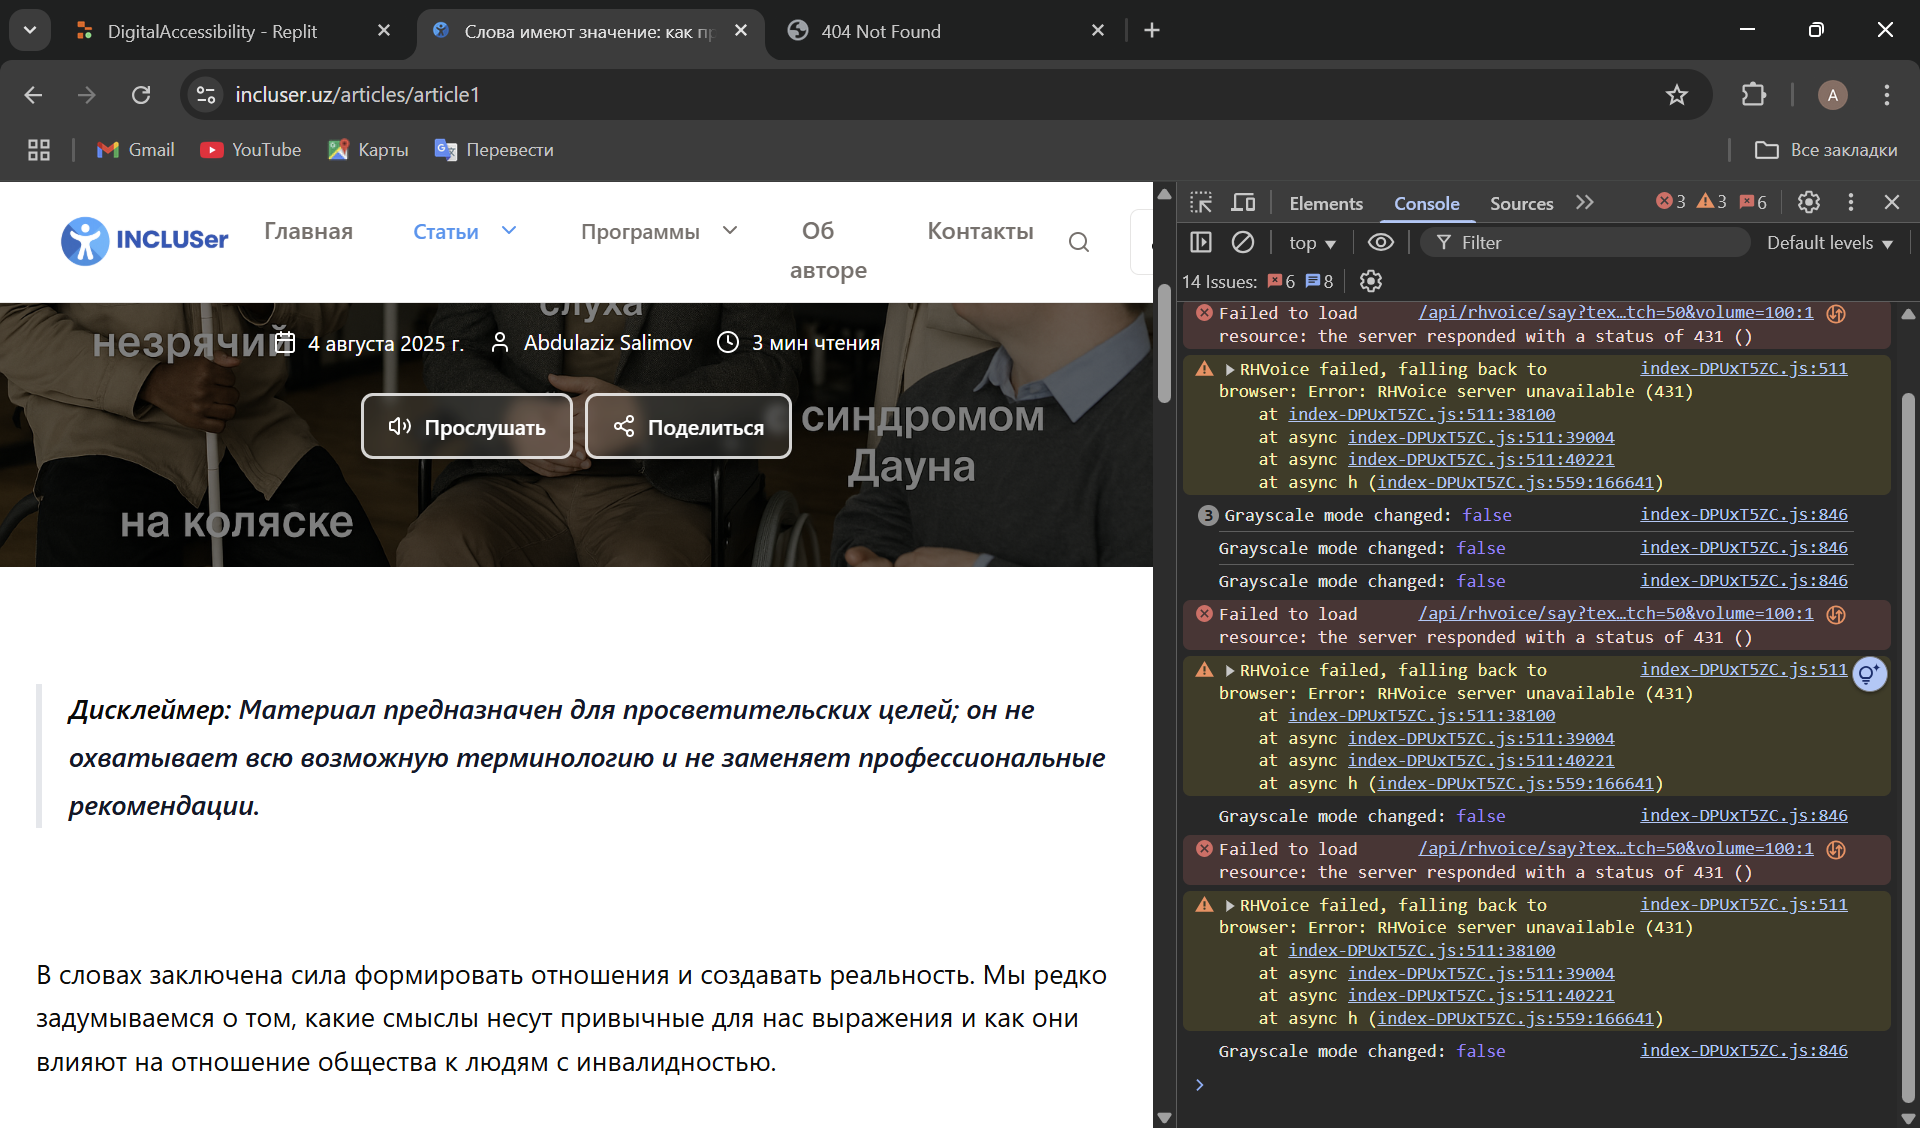 DigitalAccessibility - Replit
Слова имеют значение: как пр
404 Not Found
incluser.uz/articles/article1
A
Gmail
YouTube
Карты
Перевести
Все закладки
INCLUSer
Главная
Статьи
Программы
Об авторе
Контакты
слуха
незрячий
4 августа 2025 г.
Abdulaziz Salimov
3 мин чтения
Прослушать
Поделиться
с синдромом
Дауна
на коляске
Дисклеймер: Материал предназначен для просветительских целей; он не
охватывает всю возможную терминологию и не заменяет профессиональные
рекомендации.
В словах заключена сила формировать отношения и создавать реальность. Мы редко
задумываемся о том, какие смыслы несут привычные для нас выражения и как они
влияют на отношение общества к людям с инвалидностью.
Elements
Console
Sources
3
3
6
top
Filter
Default levels
14 Issues:
6
8
Failed to load /api/rhvoice/say?tex…tch=50&volume=100:1
resource: the server responded with a status of 431 ()
RHVoice failed, falling back to index-DPUxT5ZC.js:511
browser: Error: RHVoice server unavailable (431)
at index-DPUxT5ZC.js:511:38100
at async index-DPUxT5ZC.js:511:39004
at async index-DPUxT5ZC.js:511:40221
at async h (index-DPUxT5ZC.js:559:166641)
3 Grayscale mode changed: false index-DPUxT5ZC.js:846
Grayscale mode changed: false index-DPUxT5ZC.js:846
Grayscale mode changed: false index-DPUxT5ZC.js:846
Failed to load /api/rhvoice/say?tex…tch=50&volume=100:1
resource: the server responded with a status of 431 ()
RHVoice failed, falling back to index-DPUxT5ZC.js:511
browser: Error: RHVoice server unavailable (431)
at index-DPUxT5ZC.js:511:38100
at async index-DPUxT5ZC.js:511:39004
at async index-DPUxT5ZC.js:511:40221
at async h (index-DPUxT5ZC.js:559:166641)
Grayscale mode changed: false index-DPUxT5ZC.js:846
Failed to load /api/rhvoice/say?tex…tch=50&volume=100:1
resource: the server responded with a status of 431 ()
RHVoice failed, falling back to index-DPUxT5ZC.js:511
browser: Error: RHVoice server unavailable (431)
at index-DPUxT5ZC.js:511:38100
at async index-DPUxT5ZC.js:511:39004
at async index-DPUxT5ZC.js:511:40221
at async h (index-DPUxT5ZC.js:559:166641)
Grayscale mode changed: false index-DPUxT5ZC.js:846